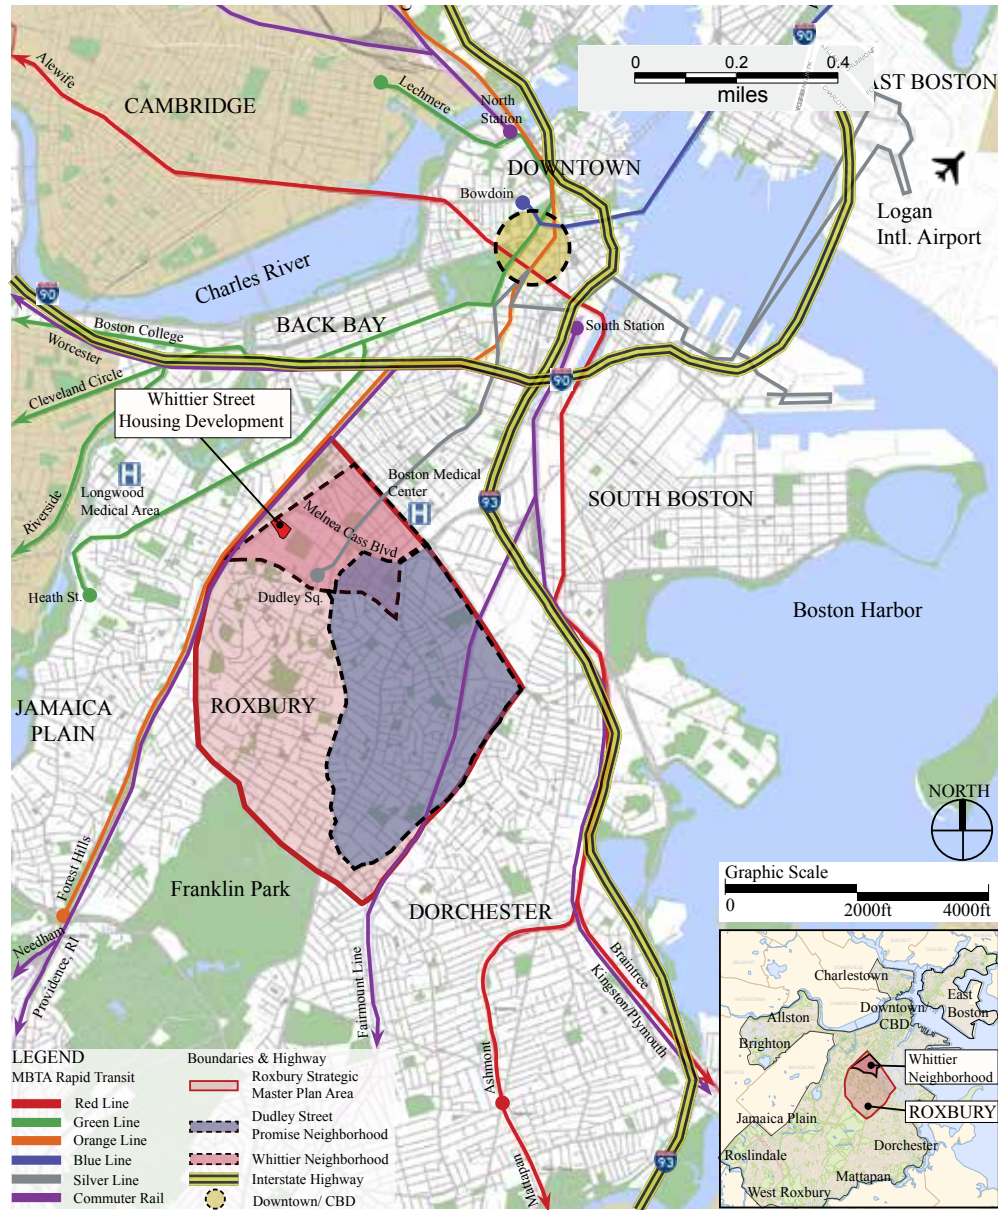 Alewife
CAMBRIDGE
Lechmere
North
Station
90
0 0.2 0.4
miles
AST BOSTON
DOWNTOWN
Bowdoin
Logan
Intl. Airport
Charles River
90
Boston College
BACK BAY
South Station
Worcester
Cleveland Circle
90
Whittier Street
Housing Development
H
Longwood
Medical Area
Riverside
Boston Medical
Center
H
93
SOUTH BOSTON
Melnea Cass Blvd
Heath St.
Dudley Sq.
Boston Harbor
JAMAICA
PLAIN
ROXBURY
NORTH
Forest Hills
Franklin Park
DORCHESTER
Needham
Providence, RI
Fairmount Line
Braintree
Kingston/Plymouth
Ashmont
Mattapan
93
Graphic Scale
0 2000ft 4000ft
Charlestown
Downtown/
CBD
East
Boston
Allston
Brighton
Whittier
Neighborhood
ROXBURY
Jamaica Plain
Roslindale
Dorchester
Mattapan
West Roxbury
LEGEND
MBTA Rapid Transit
Red Line
Green Line
Orange Line
Blue Line
Silver Line
Commuter Rail
Boundaries & Highway
Roxbury Strategic
Master Plan Area
Dudley Street
Promise Neighborhood
Whittier Neighborhood
Interstate Highway
Downtown/ CBD